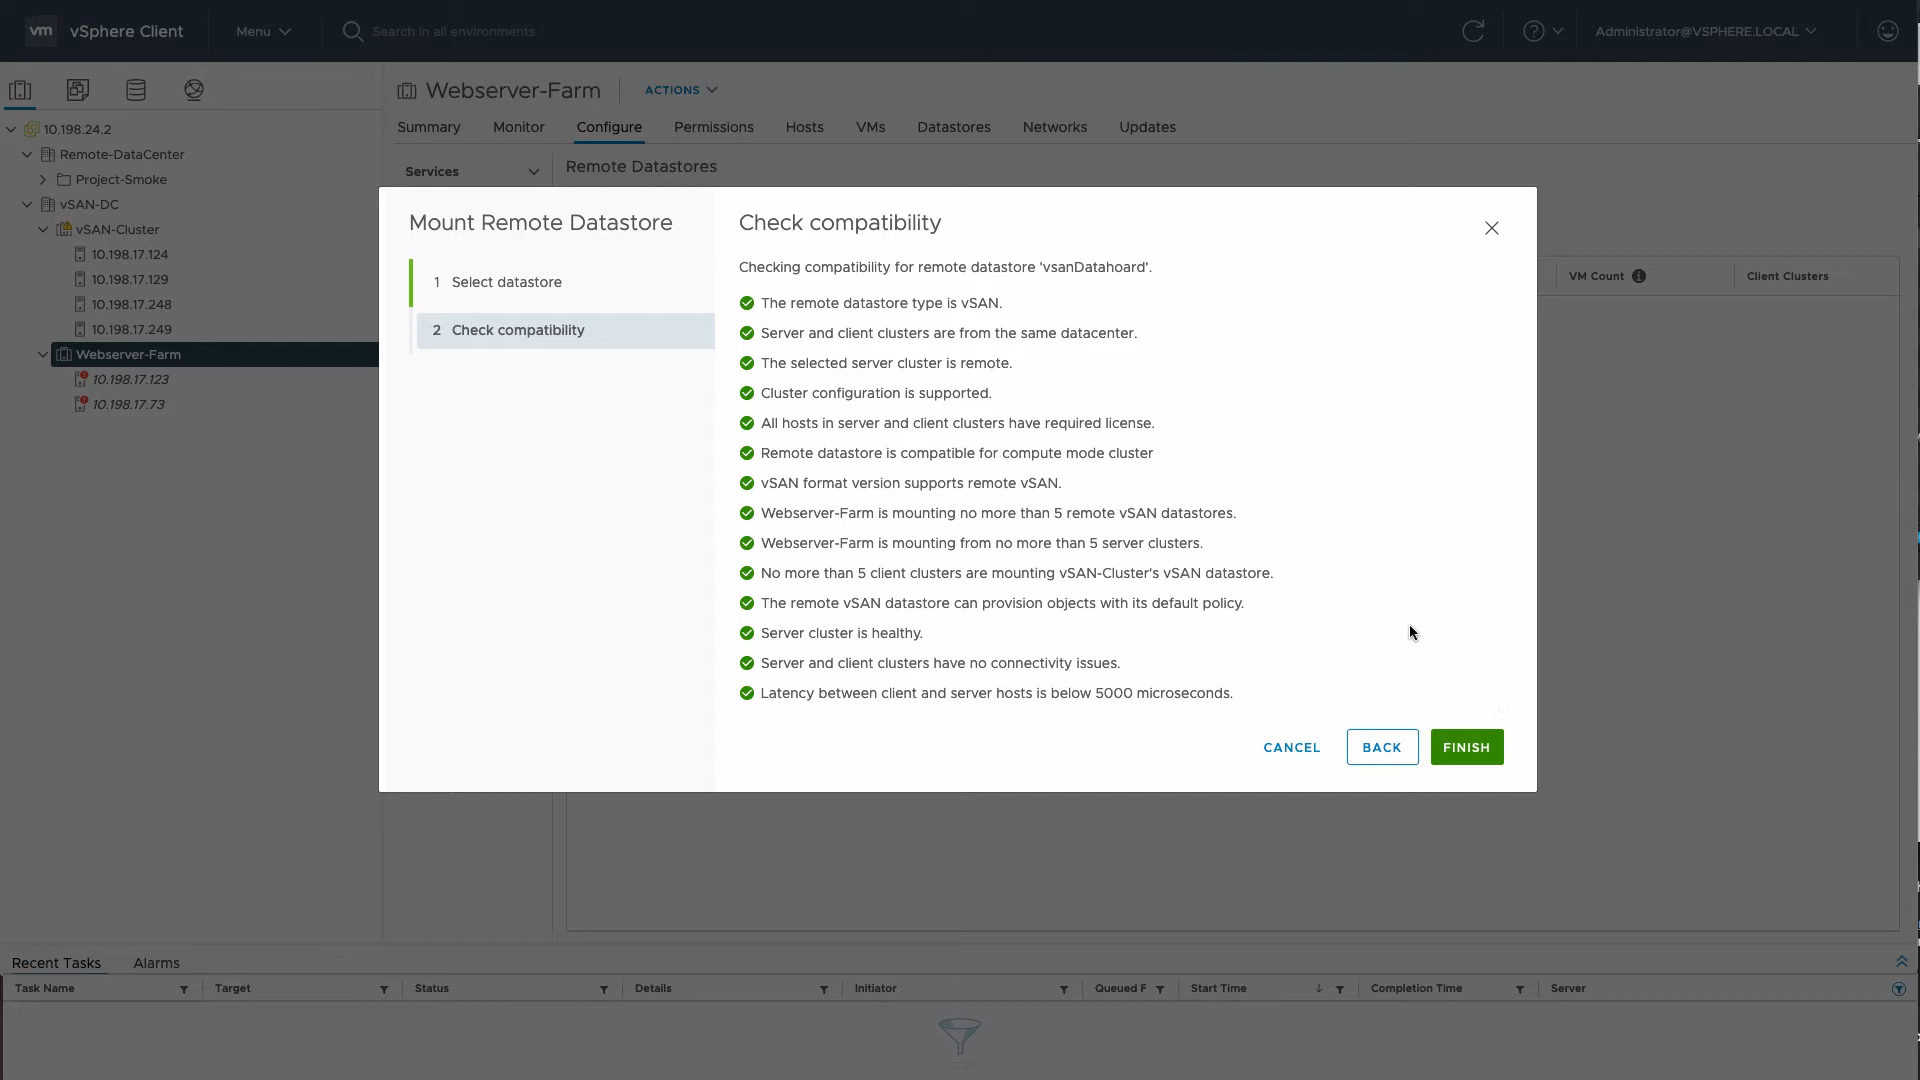 vm vSphere Client Menu Search in all environments Administrator@VSPHERE.LOCAL
10.198.24.2
Remote-DataCenter
Project-Smoke
vSAN-DC
vSAN-Cluster
10.198.17.124
10.198.17.129
10.198.17.248
10.198.17.249
Webserver-Farm
10.198.17.123
10.198.17.73
Webserver-Farm ACTIONS
Summary Monitor Configure Permissions Hosts VMs Datastores Networks Updates
Services
Remote Datastores
VM Count Client Clusters
Mount Remote Datastore
1 Select datastore
2 Check compatibility
Check compatibility
Checking compatibility for remote datastore 'vsanDatahoard'.
The remote datastore type is vSAN.
Server and client clusters are from the same datacenter.
The selected server cluster is remote.
Cluster configuration is supported.
All hosts in server and client clusters have required license.
Remote datastore is compatible for compute mode cluster
vSAN format version supports remote vSAN.
Webserver-Farm is mounting no more than 5 remote vSAN datastores.
Webserver-Farm is mounting from no more than 5 server clusters.
No more than 5 client clusters are mounting vSAN-Cluster's vSAN datastore.
The remote vSAN datastore can provision objects with its default policy.
Server cluster is healthy.
Server and client clusters have no connectivity issues.
Latency between client and server hosts is below 5000 microseconds.
CANCEL BACK FINISH
Recent Tasks Alarms
Task Name Target Status Details Initiator Queued F Start Time Completion Time Server